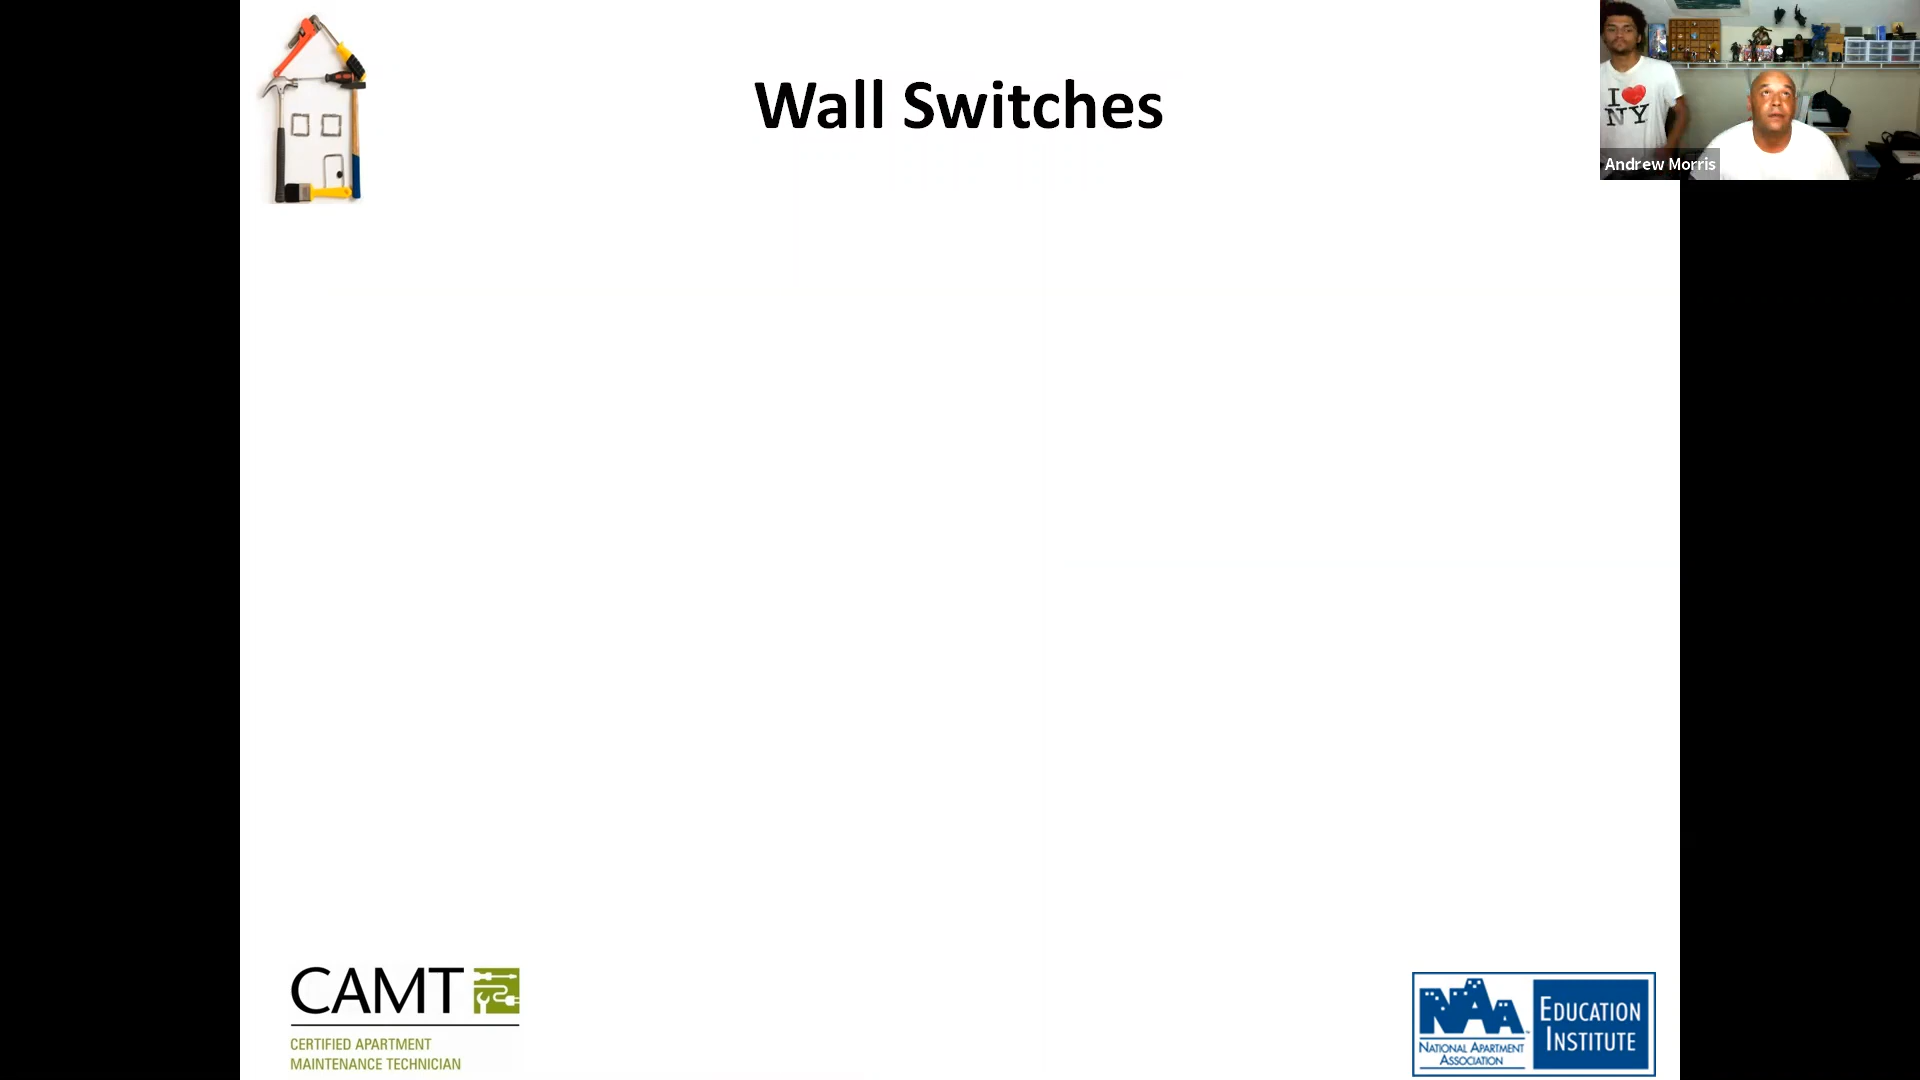 Wall Switches
I ❤ NY
Andrew Morris
CAMT
CERTIFIED APARTMENT
MAINTENANCE TECHNICIAN
NAA
NATIONAL APARTMENT
ASSOCIATION
EDUCATION
INSTITUTE